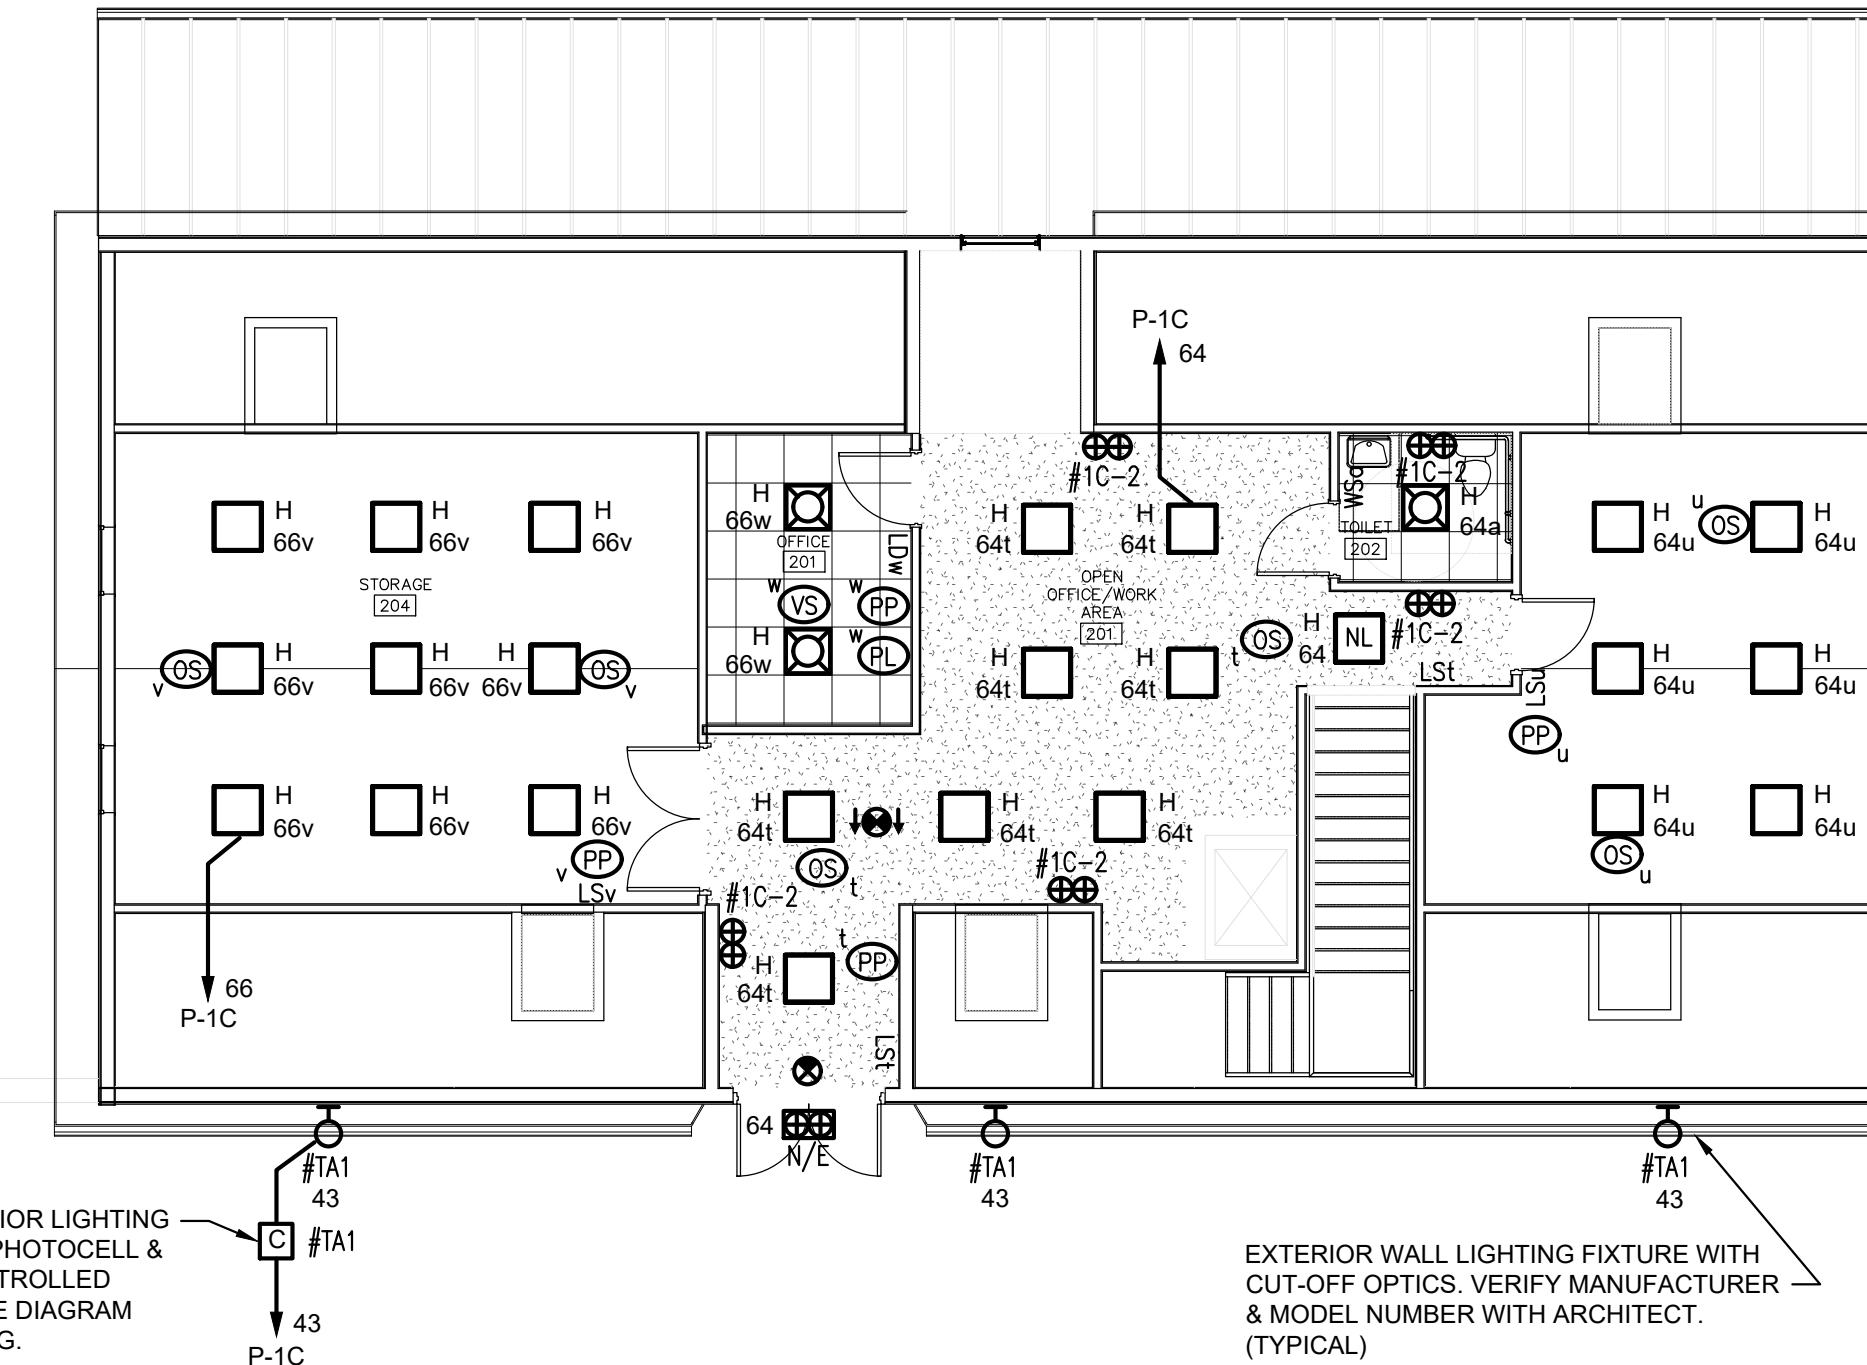 P-1C
64
#1C-2
#1C-2
H
66v
H
66v
H
66v
STORAGE
204
H
66w
OFFICE
201
LDw
w
VS
w
PP
w
PL
H
66w
H
64t
H
64t
OPEN
OFFICE/WORK
AREA
201
WSa
TOILET
202
H
64a
H
64u
u
OS
H
64u
v
OS
H
66v
H
66v
H
66v
OS
v
H
64t
H
64t
t
OS
H
64
NL
#1C-2
LSt
LSu
PP
u
H
64u
H
64u
H
66v
H
66v
H
66v
v
PP
LSv
H
64t
H
64t
H
64t
OS
t
#1C-2
#1C-2
H
64u
H
64u
OS
u
66
P-1C
t
PP
H
64t
LSt
64
N/E
#TA1
43
#TA1
43
#TA1
43
IOR LIGHTING
PHOTOCELL &
TROLLED
E DIAGRAM
G.
C
#TA1
43
P-1C
EXTERIOR WALL LIGHTING FIXTURE WITH
CUT-OFF OPTICS. VERIFY MANUFACTURER
& MODEL NUMBER WITH ARCHITECT.
(TYPICAL)